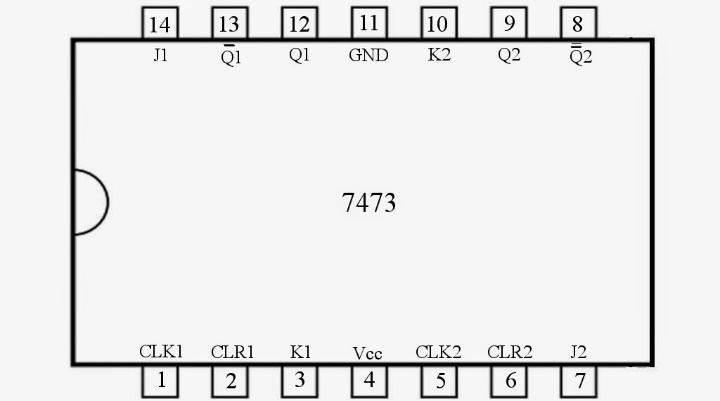 14 13 12 11 10 9 8
J1 Q̅1 Q1 GND K2 Q2 Q̿2
7473
CLK1 CLR1 K1 Vcc CLK2 CLR2 J2
1 2 3 4 5 6 7